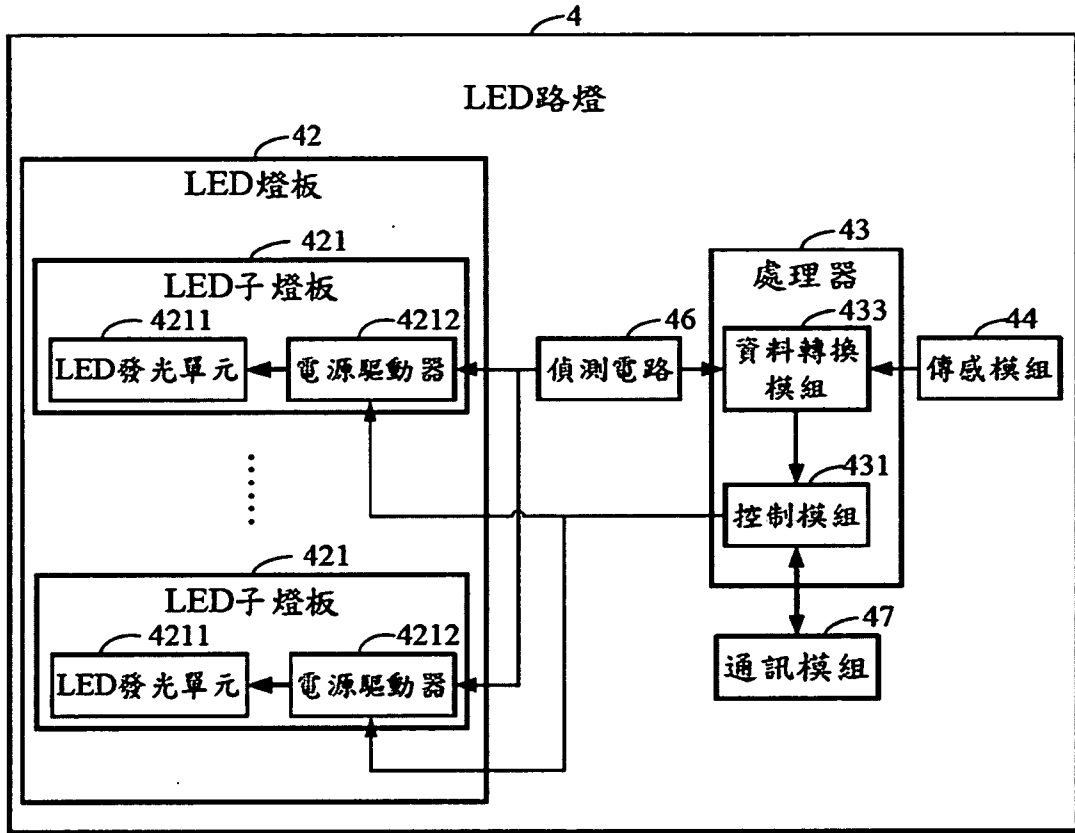 4
LED路燈
42
LED燈板
421
LED子燈板
4211
4212
LED發光單元
電源驅動器
46
偵測電路
43
處理器
433
資料轉換
模組
44
傳感模組
431
控制模組
421
LED子燈板
4211
4212
LED發光單元
電源驅動器
47
通訊模組